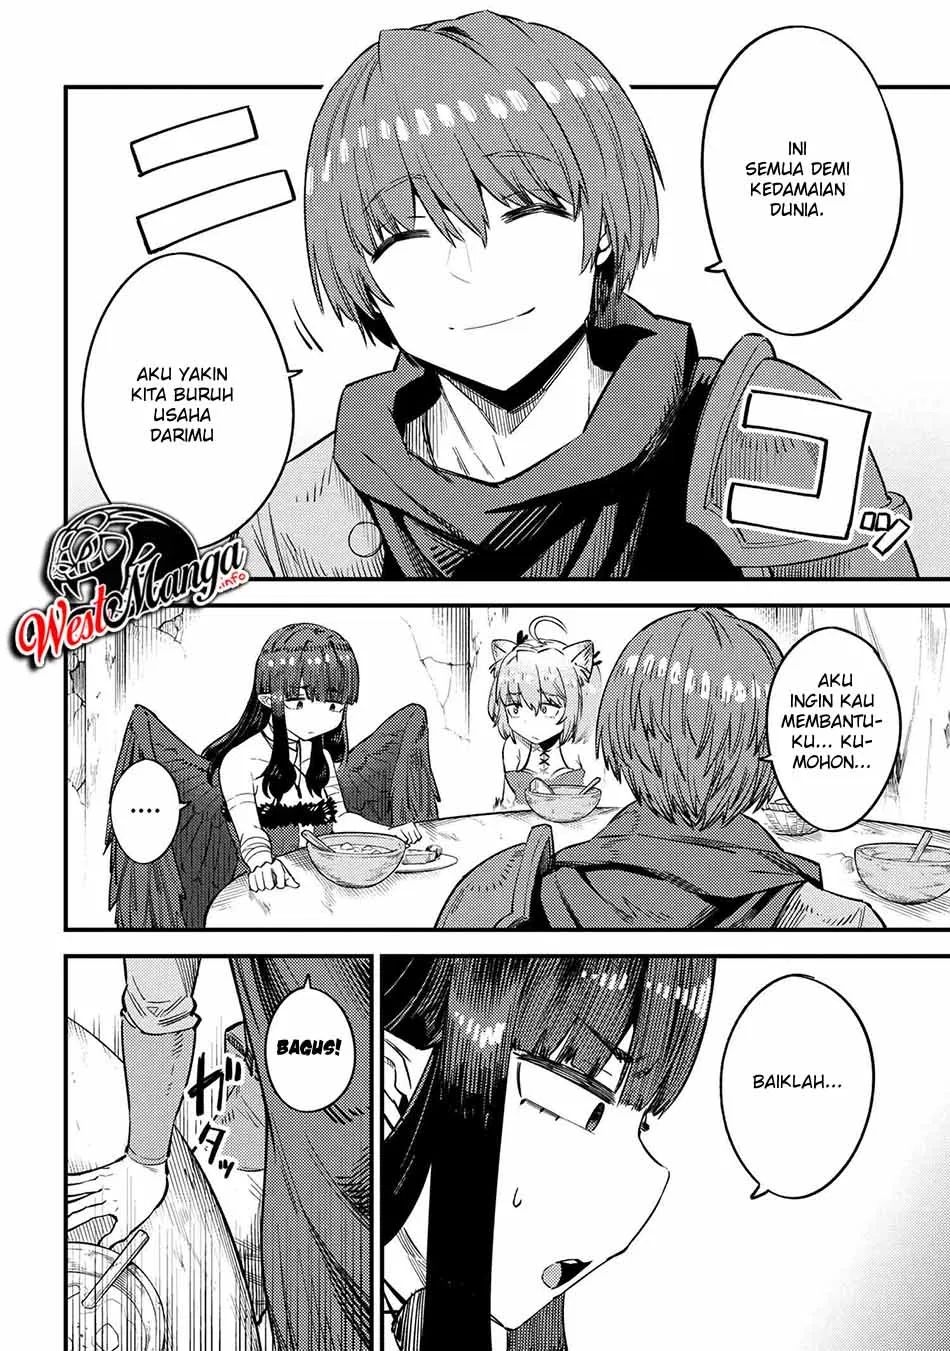 INI
SEMUA DEMI
KEDAMAIAN
DUNIA.
ニコッ
AKU YAKIN
KITA BURUH
USAHA
DARIMU
WestManga
.info
AKU
INGIN KAU
MEMBANTU-
KU... KU-
MOHON...
....
BAIKLAH...
BAGUS!
ガタッ